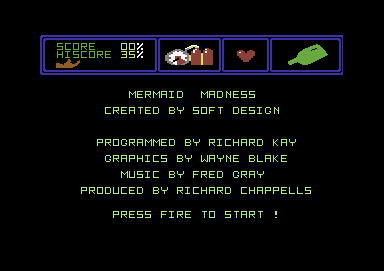 SCORE 00%
HISCORE 35%
MERMAID MADNESS
CREATED BY SOFT DESIGN
PROGRAMMED BY RICHARD KAY
GRAPHICS BY WAYNE BLAKE
MUSIC BY FRED GRAY
PRODUCED BY RICHARD CHAPPELLS
PRESS FIRE TO START !